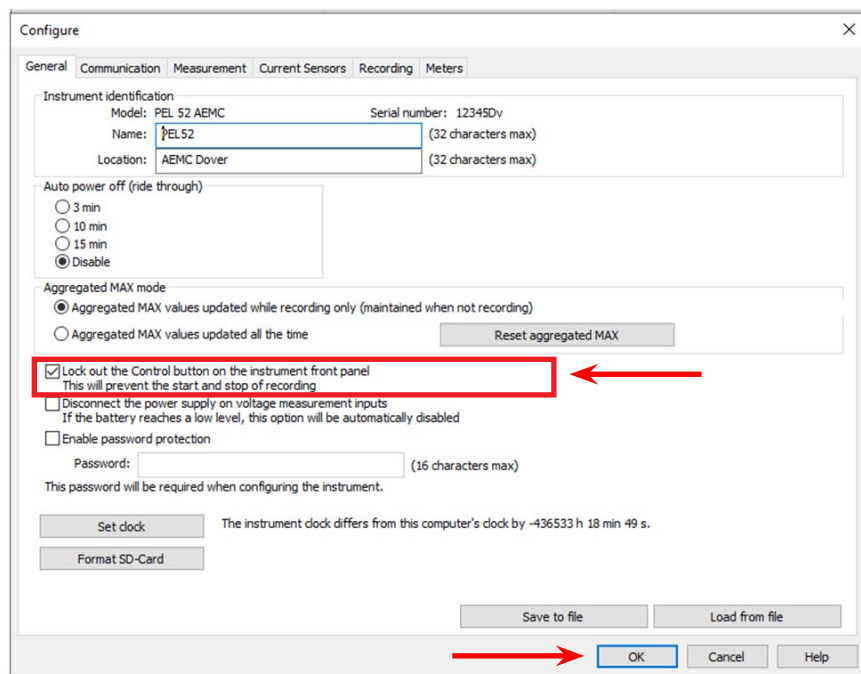 Configure
General Communication Measurement Current Sensors Recording Meters
Instrument identification
Model: PEL 52 AEMC Serial number: 12345Dv
Name: PEL52 (32 characters max)
Location: AEMC Dover (32 characters max)
Auto power off (ride through)
3 min
10 min
15 min
Disable
Aggregated MAX mode
Aggregated MAX values updated while recording only (maintained when not recording)
Aggregated MAX values updated all the time Reset aggregated MAX
Lock out the Control button on the instrument front panel
This will prevent the start and stop of recording
Disconnect the power supply on voltage measurement inputs
If the battery reaches a low level, this option will be automatically disabled
Enable password protection
Password: (16 characters max)
This password will be required when configuring the instrument.
Set clock The instrument clock differs from this computer's clock by -436533 h 18 min 49 s.
Format SD-Card
Save to file Load from file
OK Cancel Help